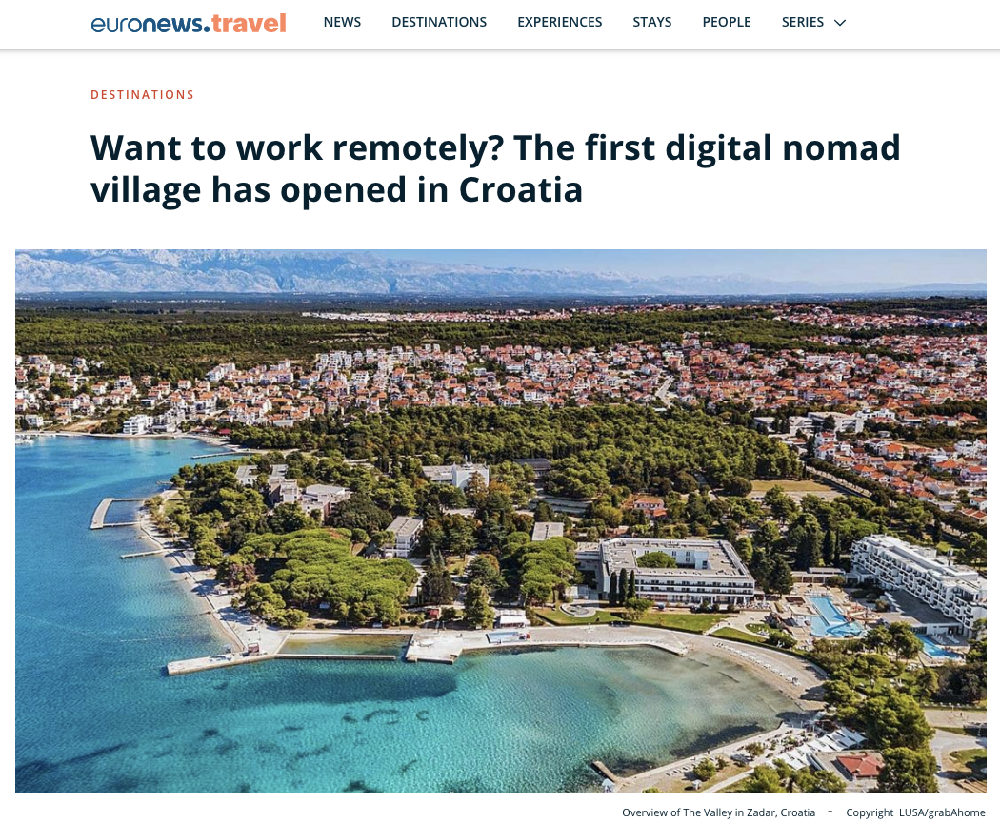 euronews.travel NEWS DESTINATIONS EXPERIENCES STAYS PEOPLE SERIES
DESTINATIONS
Want to work remotely? The first digital nomad
village has opened in Croatia
Overview of The Valley in Zadar, Croatia - Copyright LUSA/grabAhome